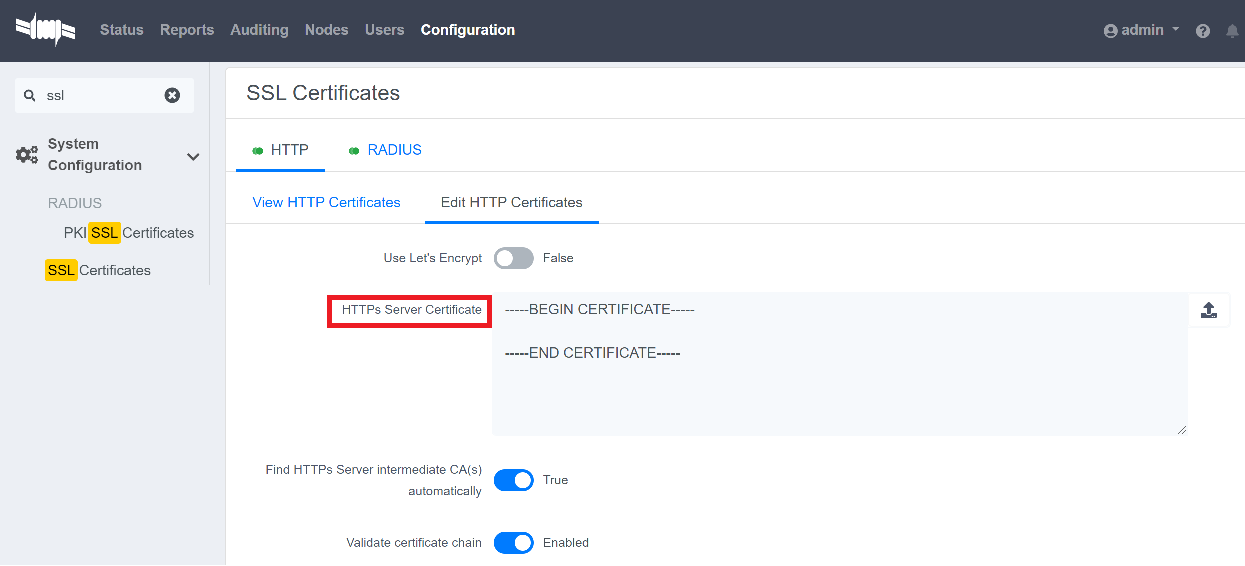 Status Reports Auditing Nodes Users Configuration admin
ssl
System
Configuration
RADIUS
PKI SSL Certificates
SSL Certificates
SSL Certificates
HTTP RADIUS
View HTTP Certificates Edit HTTP Certificates
Use Let's Encrypt False
HTTPs Server Certificate
-----BEGIN CERTIFICATE-----
-----END CERTIFICATE-----
Find HTTPs Server intermediate CA(s)
automatically
True
Validate certificate chain Enabled